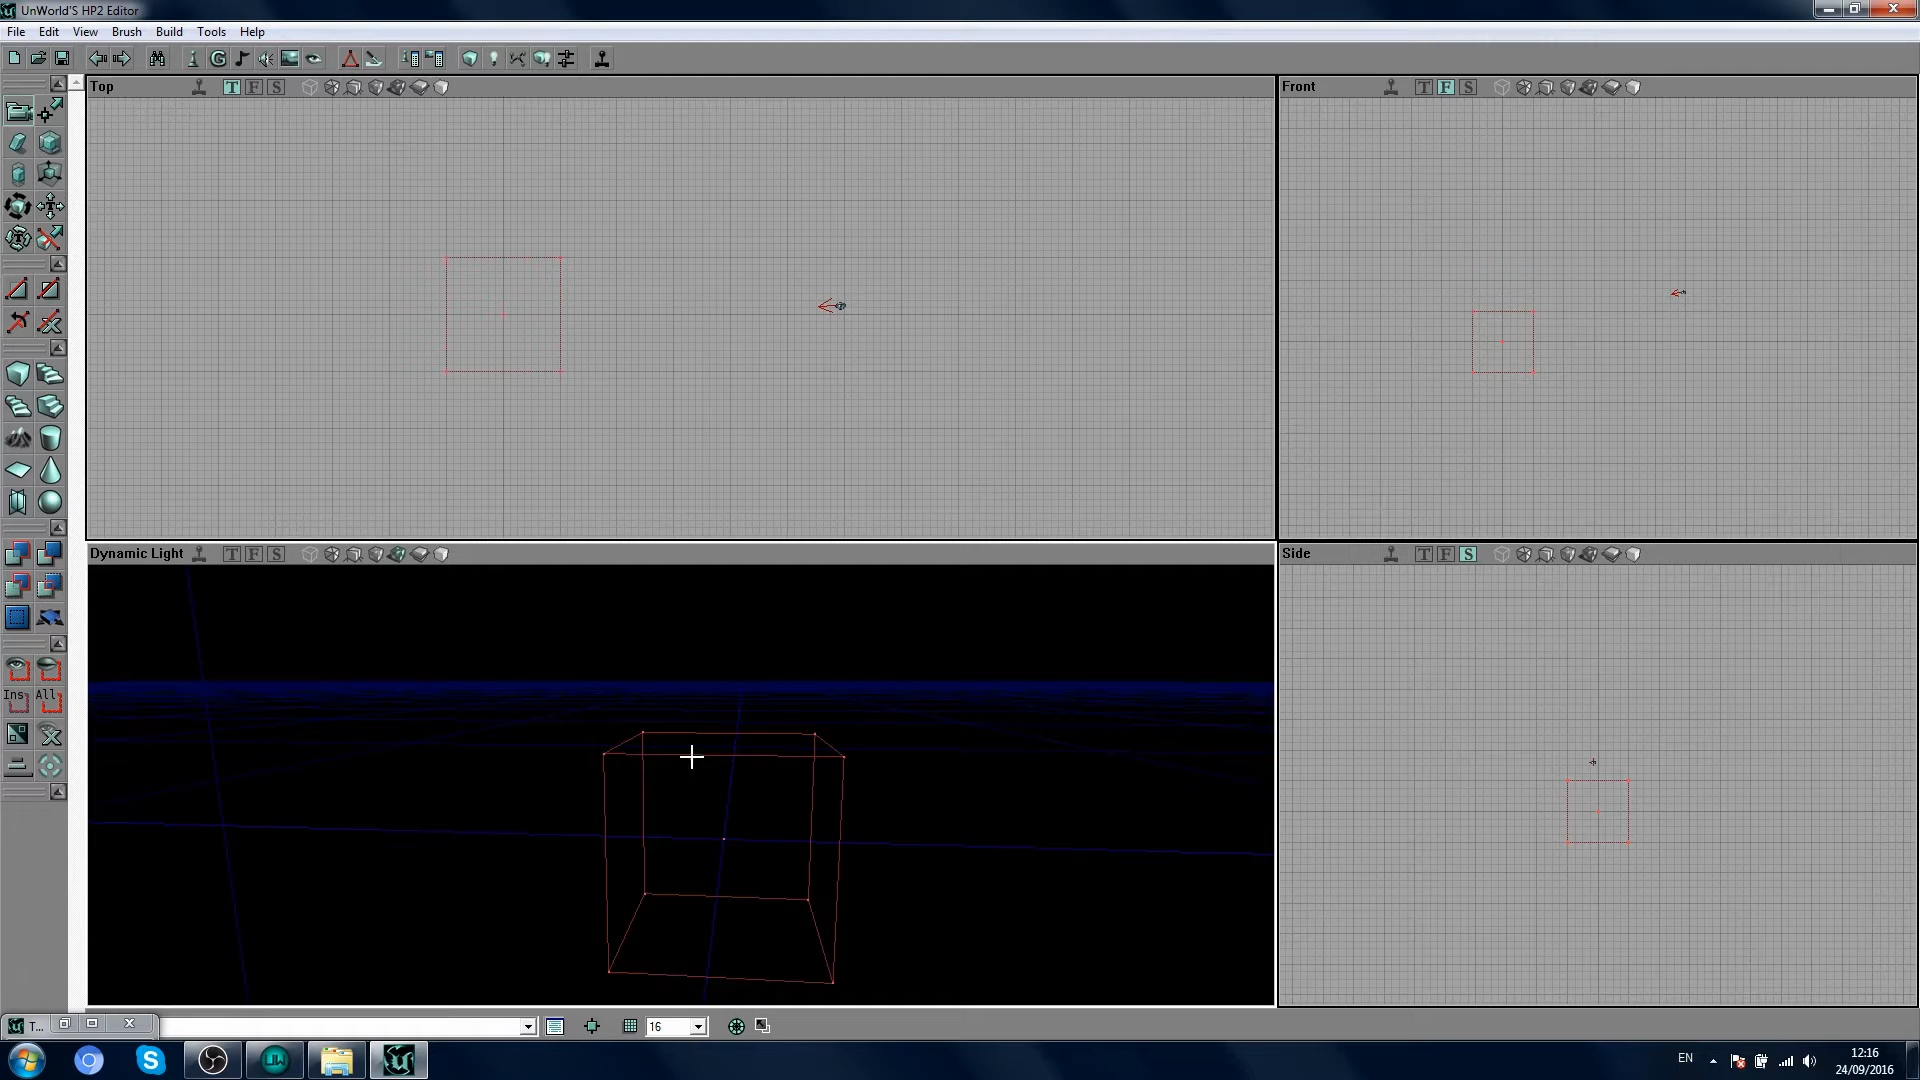 UnWorld'S HP2 Editor
File Edit View Brush Build Tools Help
Top T F S
Front T F S
Dynamic Light T F S
Side T F S
Ins All
T... 16
EN 12:16
24/09/2016